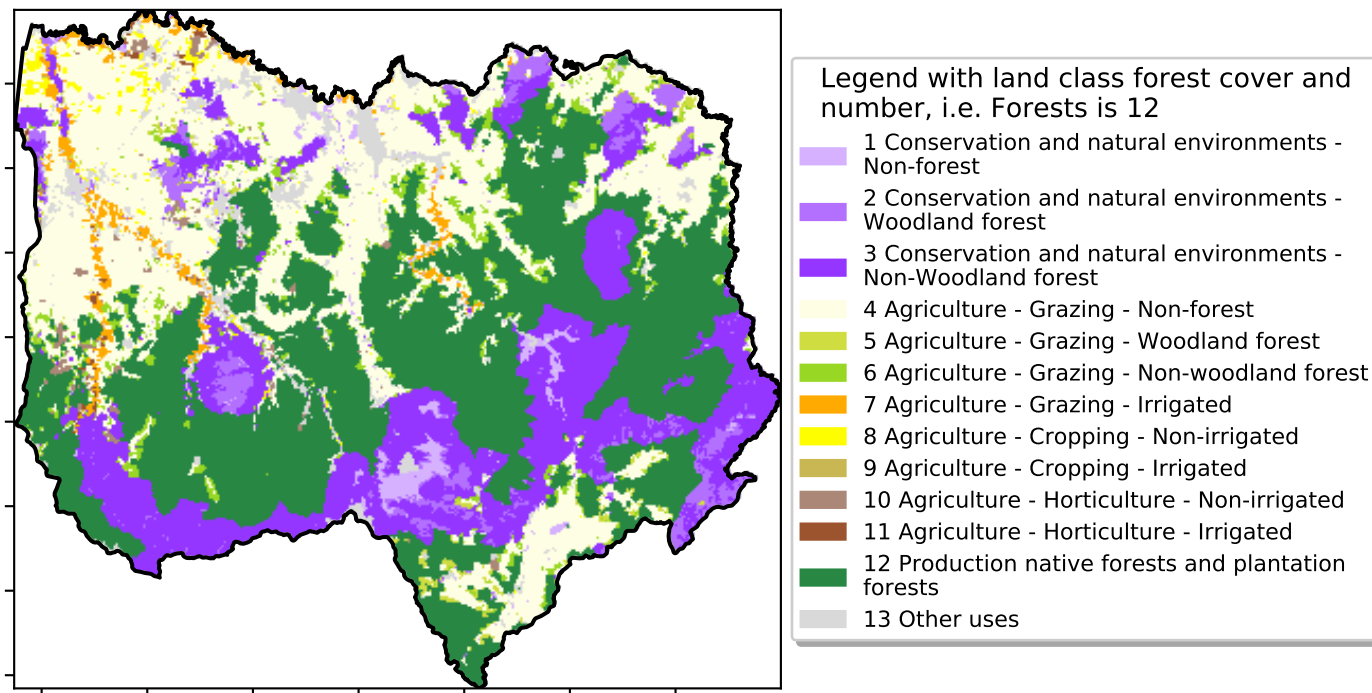 Legend with land class forest cover and
number, i.e. Forests is 12
1 Conservation and natural environments -
Non-forest
2 Conservation and natural environments -
Woodland forest
3 Conservation and natural environments -
Non-Woodland forest
4 Agriculture - Grazing - Non-forest
5 Agriculture - Grazing - Woodland forest
6 Agriculture - Grazing - Non-woodland forest
7 Agriculture - Grazing - Irrigated
8 Agriculture - Cropping - Non-irrigated
9 Agriculture - Cropping - Irrigated
10 Agriculture - Horticulture - Non-irrigated
11 Agriculture - Horticulture - Irrigated
12 Production native forests and plantation
forests
13 Other uses